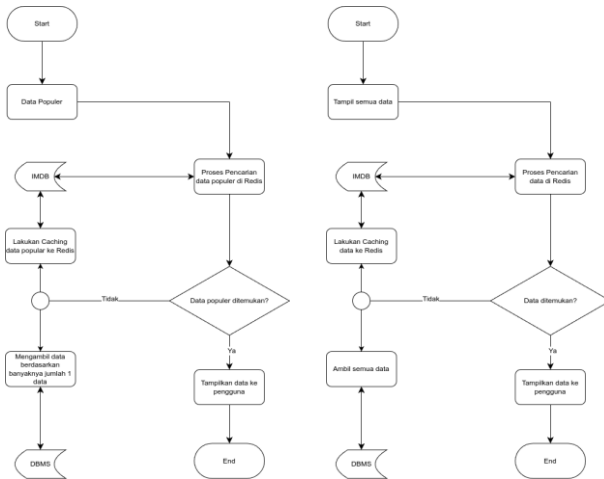 Start
Data Populer
IMDB
Proses Pencarian
data populer di Redis
Lakukan Caching
data popular ke Redis
Tidak
Data populer ditemukan?
Ya
Mengambil data
berdasarkan
banyaknya jumlah 1
data
Tampilkan data ke
pengguna
DBMS
End
Start
Tampil semua data
IMDB
Proses Pencarian
data di Redis
Lakukan Caching
data ke Redis
Tidak
Data ditemukan?
Ya
Ambil semua data
Tampilkan data ke
pengguna
DBMS
End